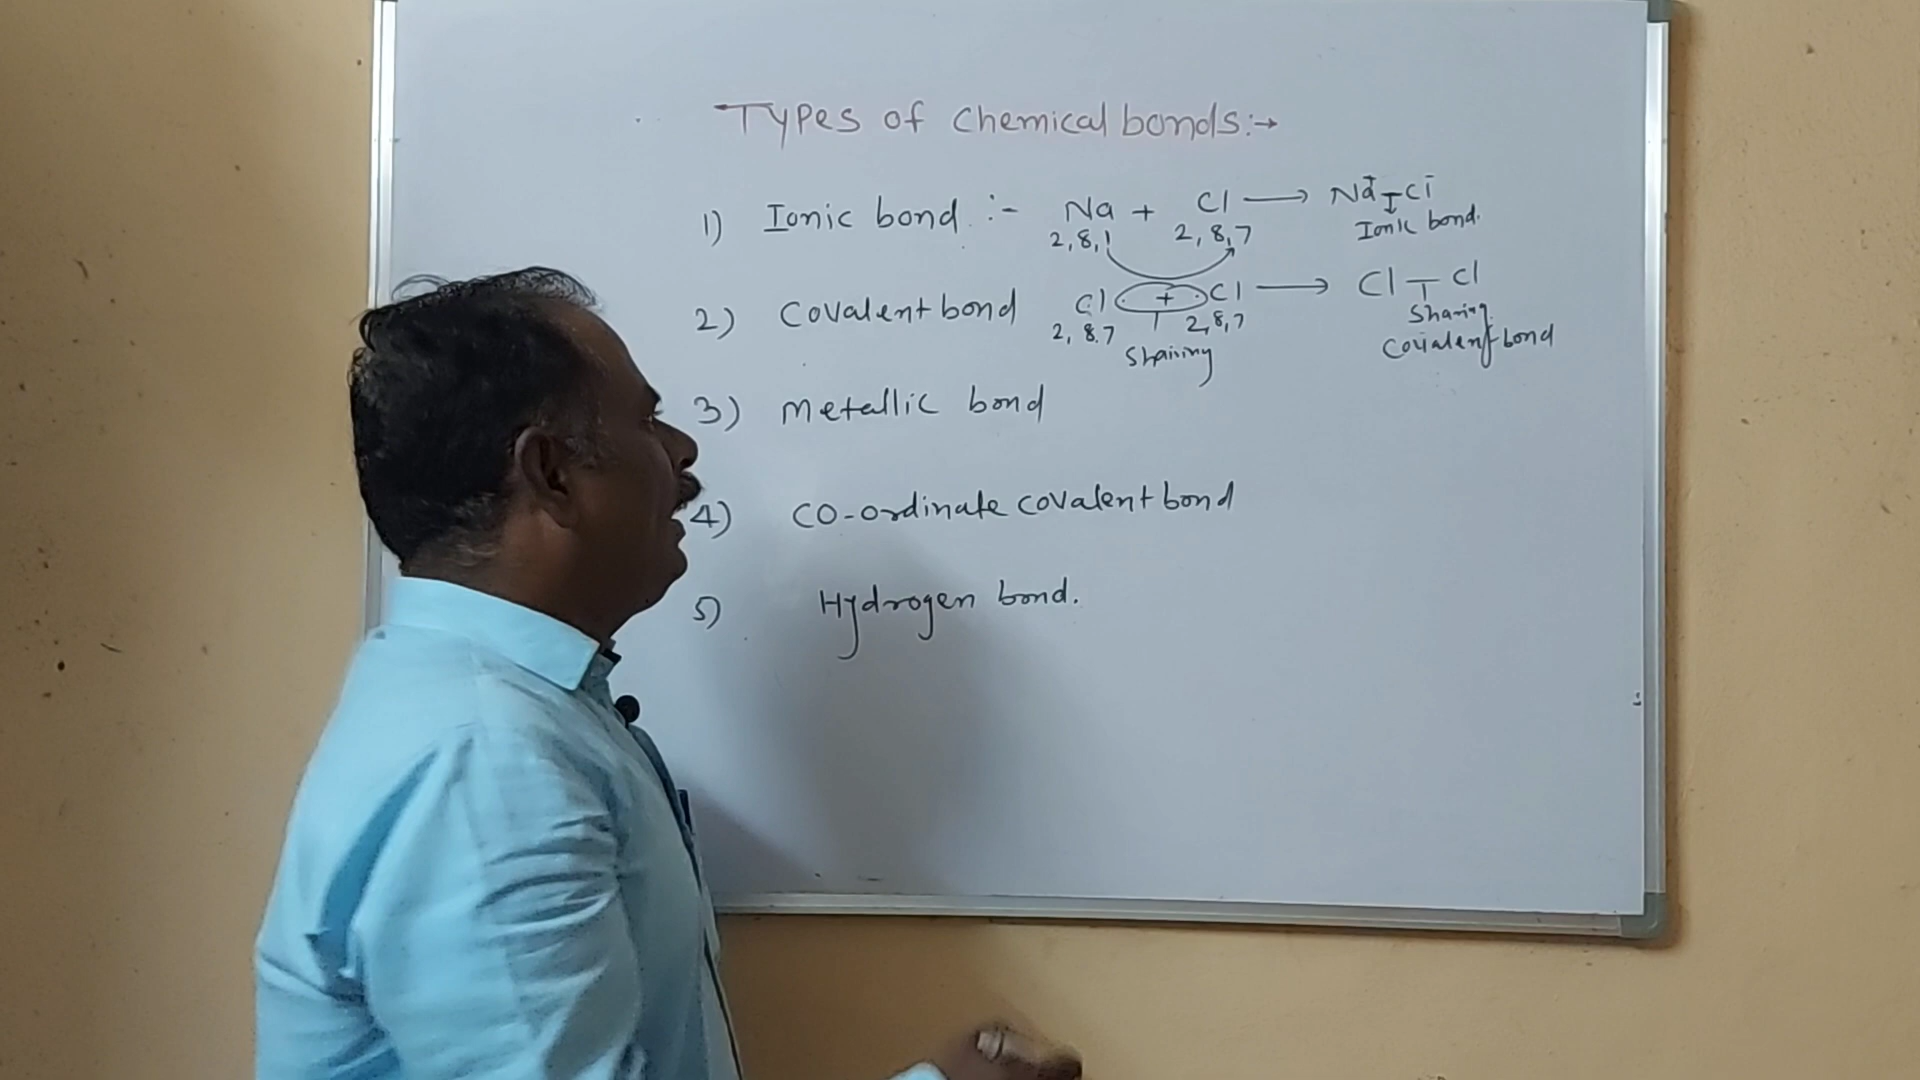 Types of chemical bonds:→
1) Ionic bond :- Na + Cl → Na⁺-Cl⁻
2,8,1 2,8,7 Ionic bond.
2) Covalent bond Cl + Cl → Cl - Cl
2,8,7 2,8,7 Sharing
Sharing Covalent bond
3) Metallic bond
4) CO-ordinate covalent bond
5) Hydrogen bond.